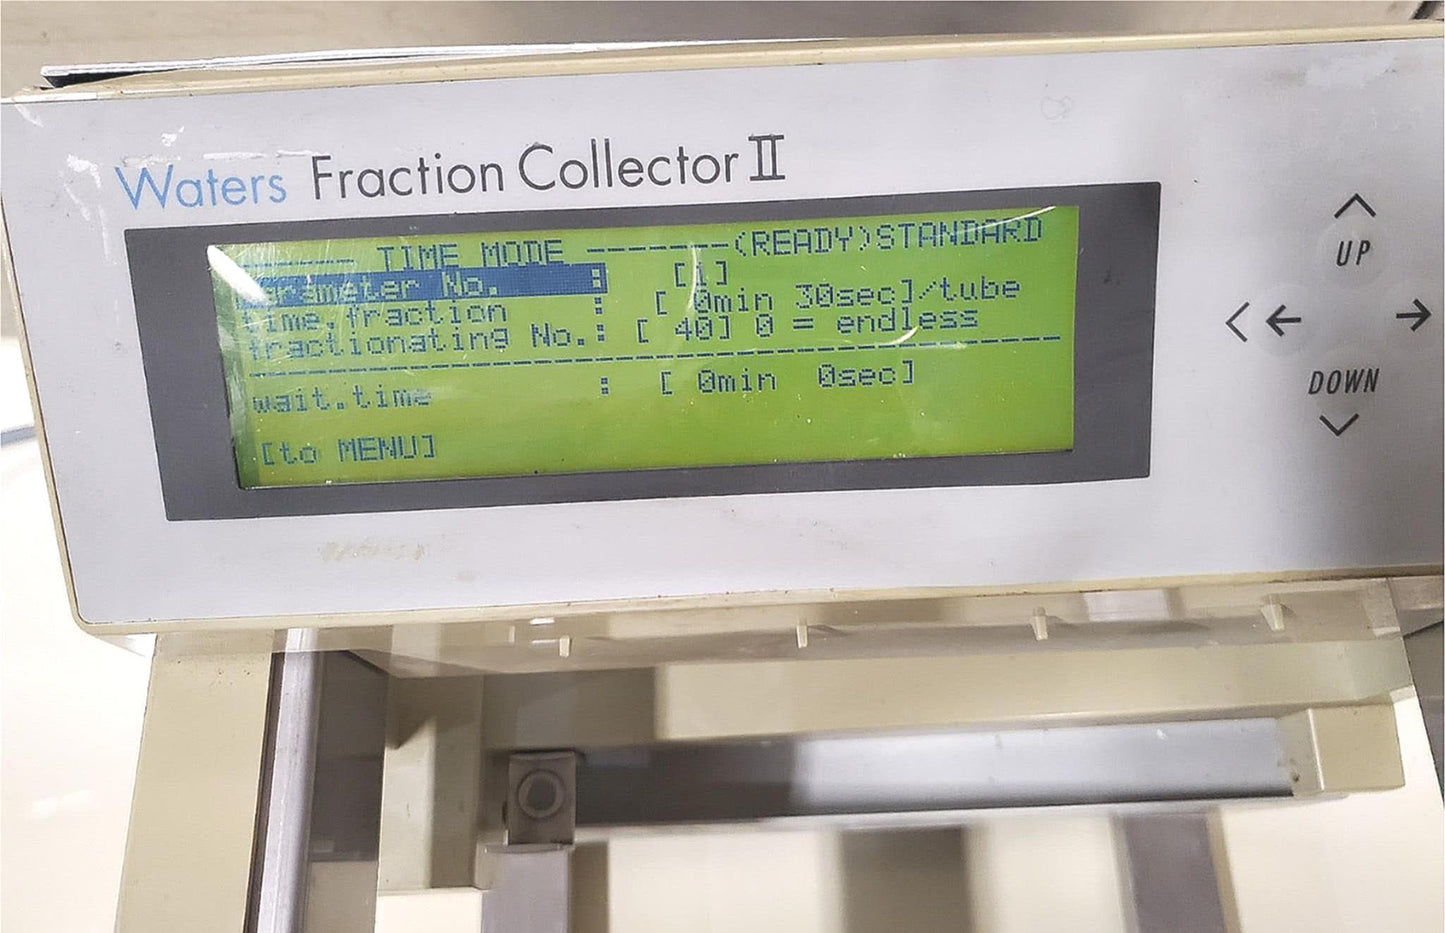 Waters Fraction Collector II
TIME MODE -------(READY)STANDARD
Parameter No. : [1]
time.fraction : [ 0min 30sec]/tube
fractionating No.: [ 40] 0 = endless
wait.time : [ 0min 0sec]
[to MENU]
UP
< ← →
DOWN